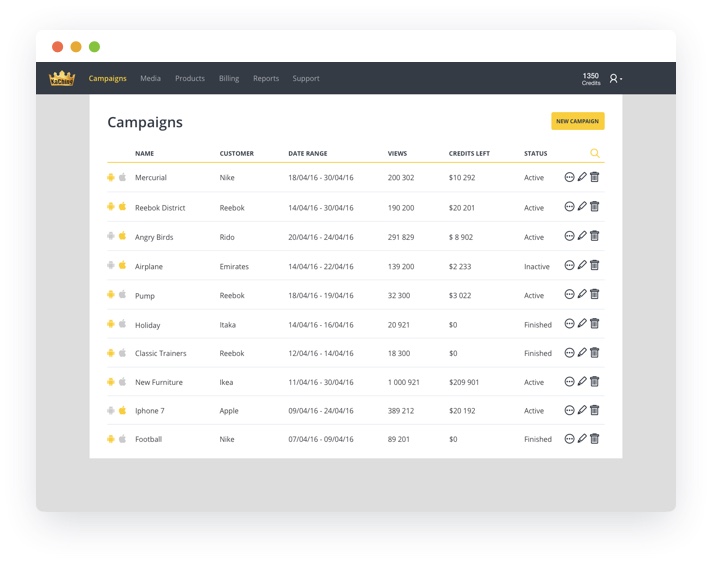 KaChing
Campaigns Media Products Billing Reports Support 1350 Credits
Campaigns NEW CAMPAIGN
NAME CUSTOMER DATE RANGE VIEWS CREDITS LEFT STATUS
Mercurial Nike 18/04/16 - 30/04/16 200 302 $10 292 Active
Reebok District Reebok 14/04/16 - 30/04/16 190 200 $20 201 Active
Angry Birds Rido 20/04/16 - 24/04/16 291 829 $ 8 902 Active
Airplane Emirates 14/04/16 - 22/04/16 139 200 $2 233 Inactive
Pump Reebok 18/04/16 - 19/04/16 32 300 $3 022 Active
Holiday Itaka 14/04/16 - 16/04/16 20 921 $0 Finished
Classic Trainers Reebok 12/04/16 - 14/04/16 18 300 $0 Finished
New Furniture Ikea 11/04/16 - 30/04/16 1 000 921 $209 901 Active
Iphone 7 Apple 09/04/16 - 24/04/16 389 212 $20 192 Active
Football Nike 07/04/16 - 09/04/16 89 201 $0 Finished